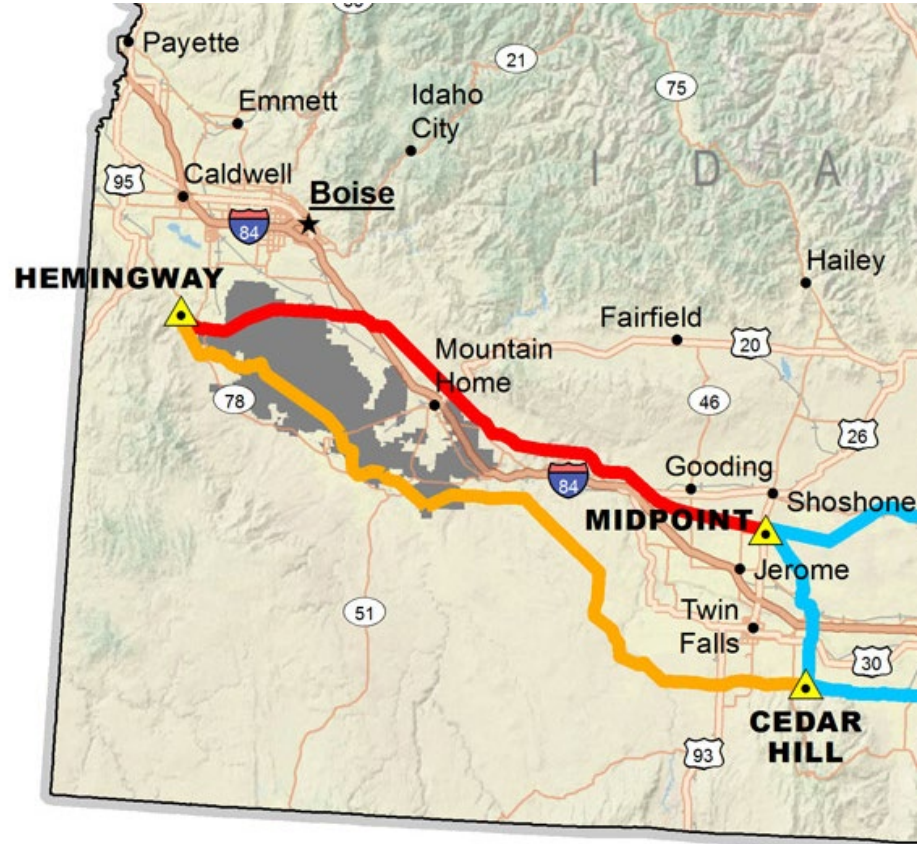 Payette
21
75
Emmett
Idaho
City
I D A
95
Caldwell
Boise
84
HEMINGWAY
Hailey
Fairfield
20
Mountain
Home
78
46
26
Gooding
84
Shoshone
MIDPOINT
Jerome
51
Twin
Falls
30
CEDAR
HILL
93